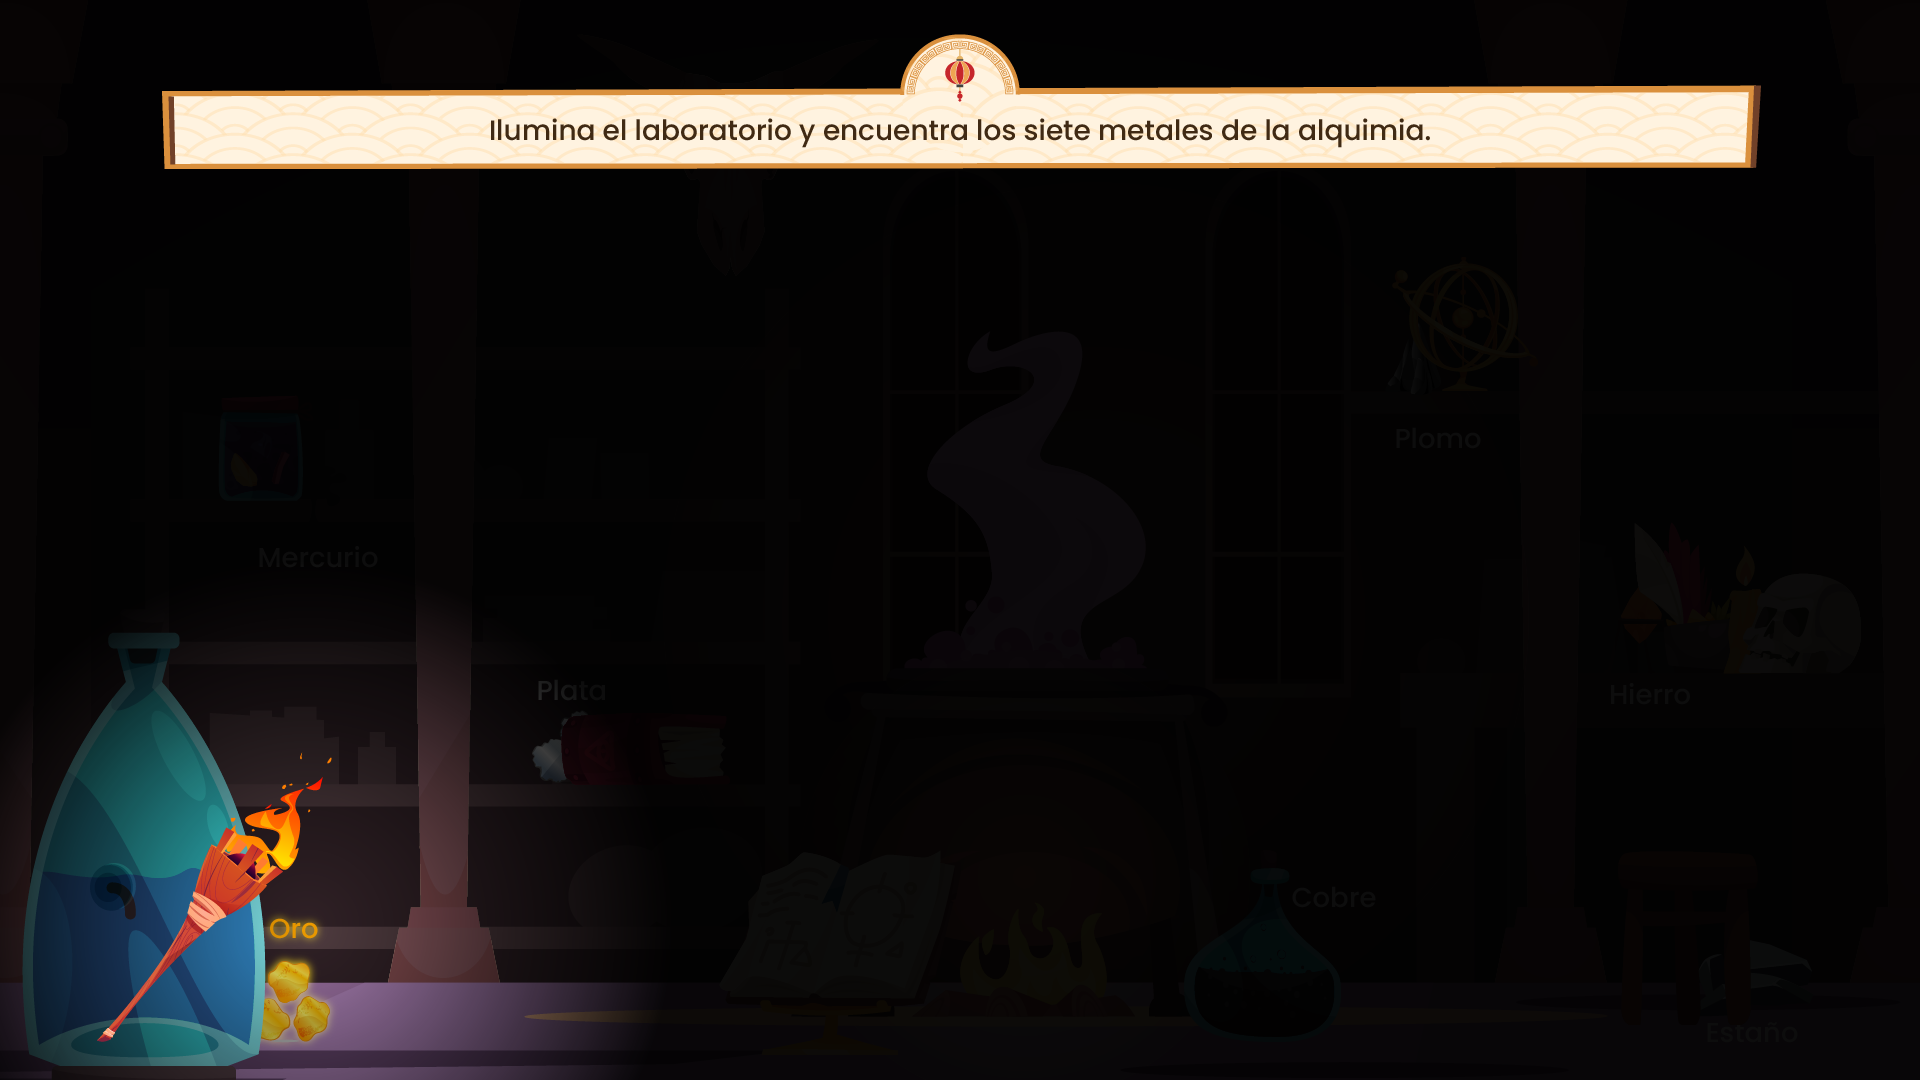 Ilumina el laboratorio y encuentra los siete metales de la alquimia.
Plomo
Mercurio
Plata
Hierro
Cobre
Oro
Estaño